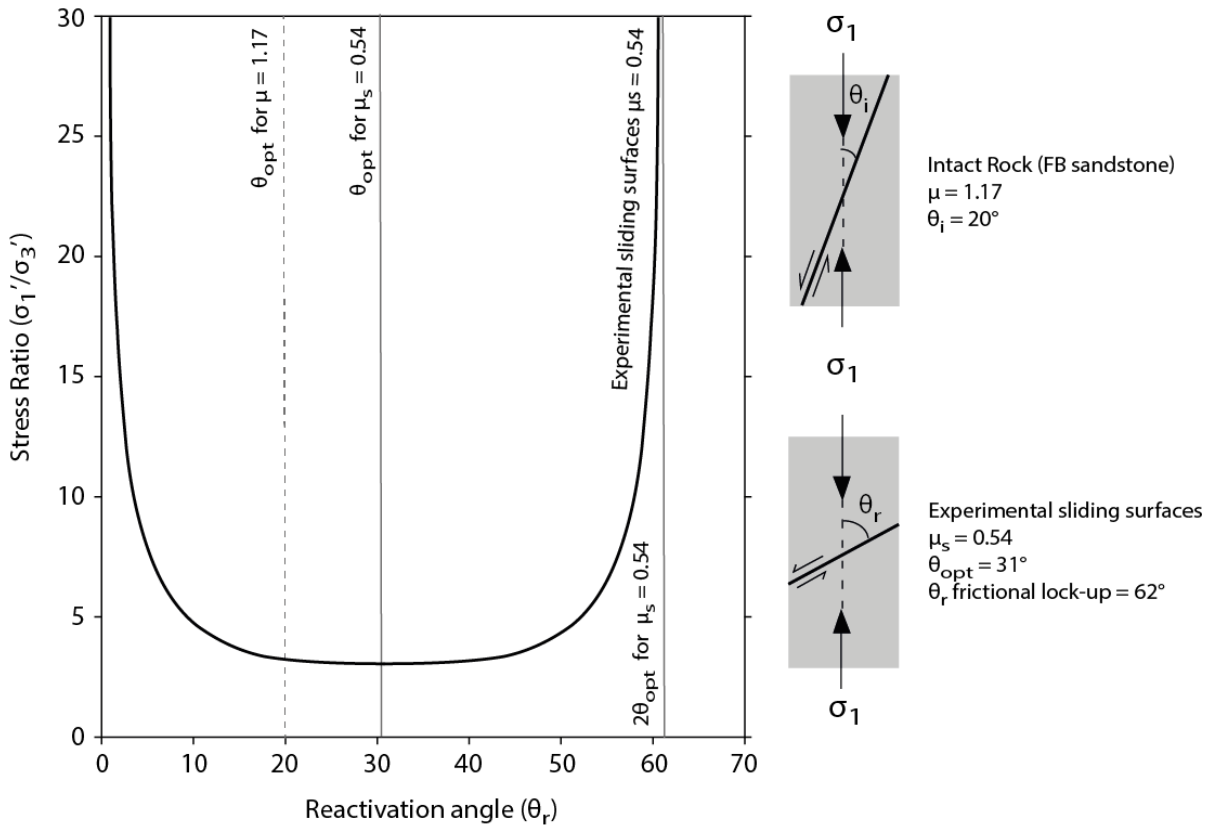 30
25
20
15
10
5
0
Stress Ratio (σ1'/σ3')
0 10 20 30 40 50 60 70
Reactivation angle (θr)
θopt for μ = 1.17
θopt for μs = 0.54
Experimental sliding surfaces μs = 0.54
2θopt for μs = 0.54
σ1
θi
σ1
Intact Rock (FB sandstone)
μ = 1.17
θi = 20°
θr
σ1
Experimental sliding surfaces
μs = 0.54
θopt = 31°
θr frictional lock-up = 62°